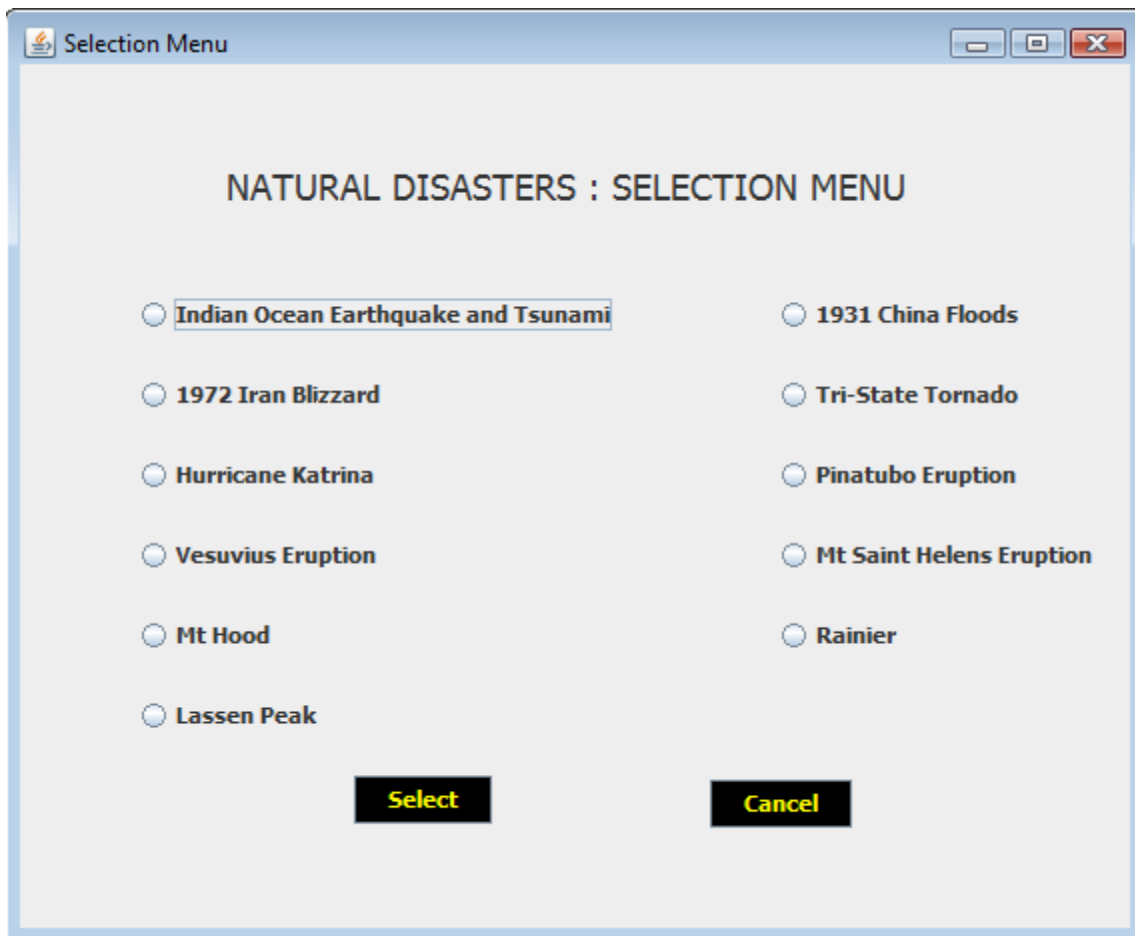 Selection Menu
NATURAL DISASTERS : SELECTION MENU
Indian Ocean Earthquake and Tsunami
1931 China Floods
1972 Iran Blizzard
Tri-State Tornado
Hurricane Katrina
Pinatubo Eruption
Vesuvius Eruption
Mt Saint Helens Eruption
Mt Hood
Rainier
Lassen Peak
Select
Cancel